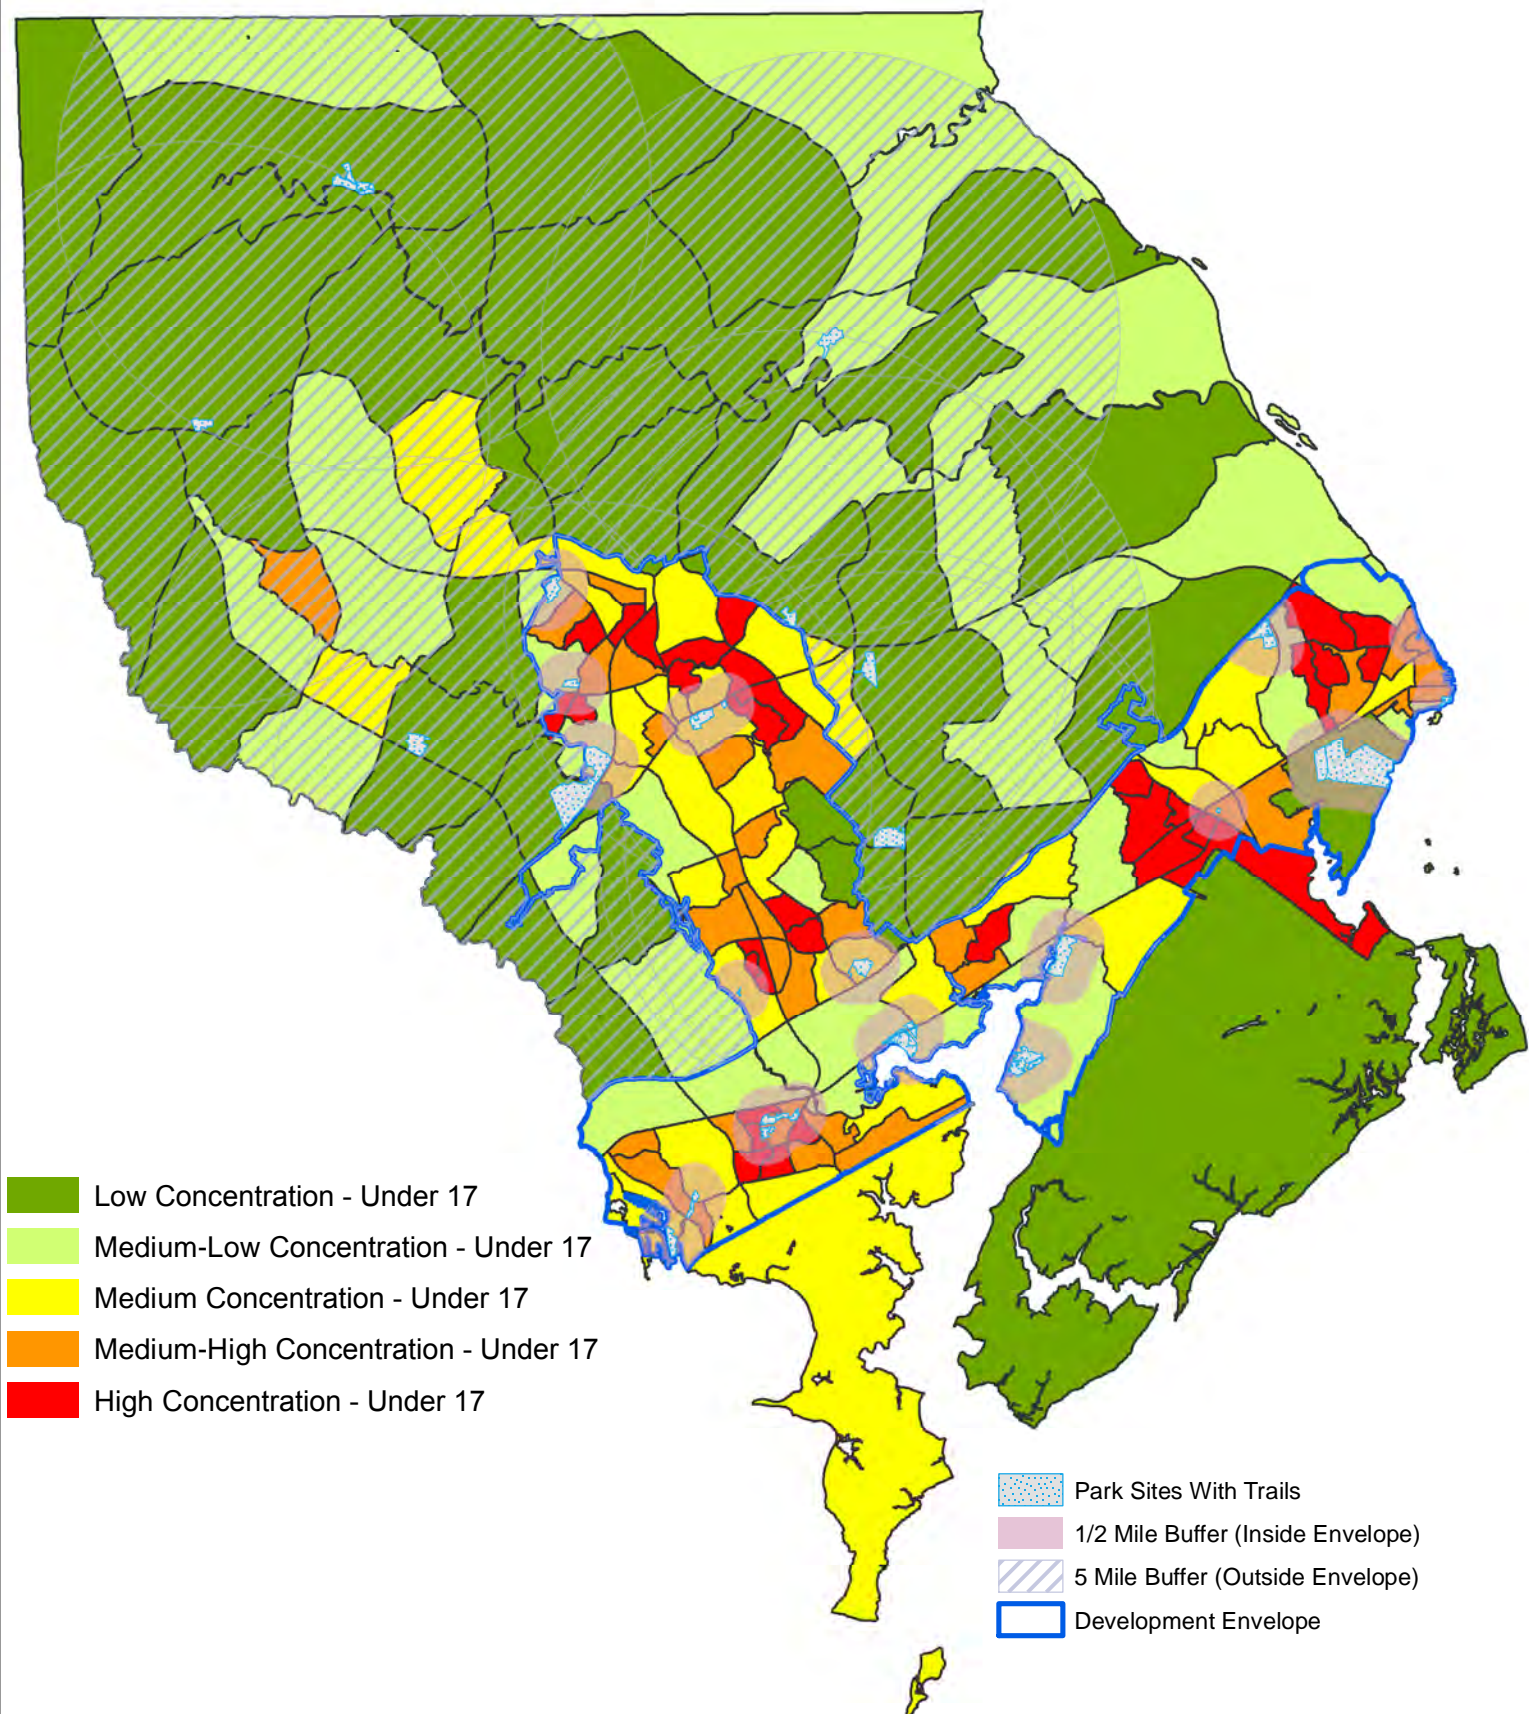 Low Concentration - Under 17
Medium-Low Concentration - Under 17
Medium Concentration - Under 17
Medium-High Concentration - Under 17
High Concentration - Under 17
Park Sites With Trails
1/2 Mile Buffer (Inside Envelope)
5 Mile Buffer (Outside Envelope)
Development Envelope